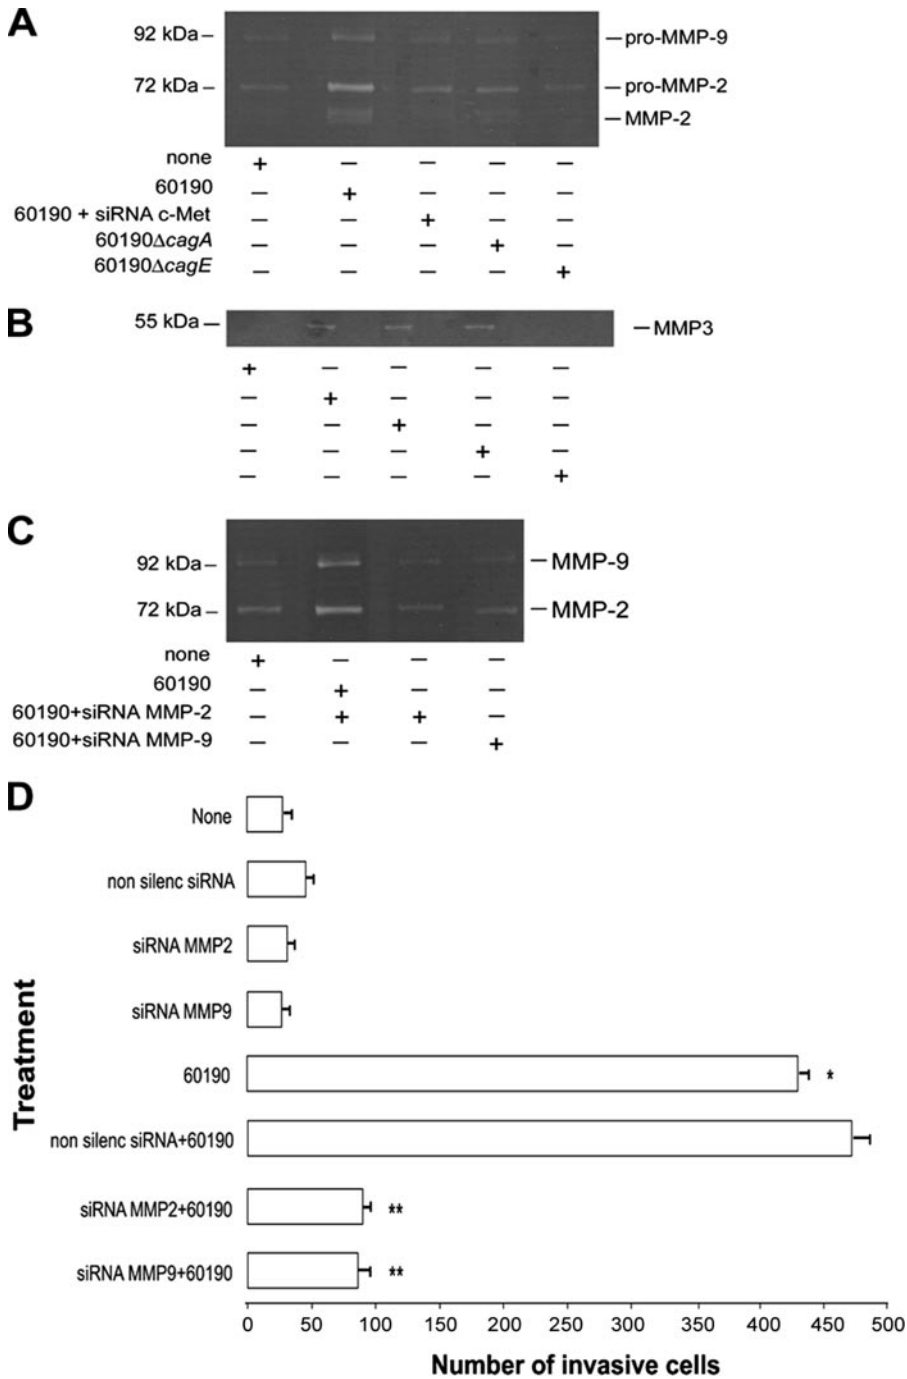 A
92 kDa
pro-MMP-9
72 kDa
pro-MMP-2
MMP-2
none + – – – –
60190 – + – – –
60190 + siRNA c-Met – – + – –
60190ΔcagA – – – + –
60190ΔcagE – – – – +
B
55 kDa
MMP3
+ – – – –
– + – – –
– – + – –
– – – + –
– – – – +
C
92 kDa
MMP-9
72 kDa
MMP-2
none + – – –
60190 – + – –
60190+siRNA MMP-2 – + + –
60190+siRNA MMP-9 – – – +
D
Treatment
None
non silenc siRNA
siRNA MMP2
siRNA MMP9
60190 *
non silenc siRNA+60190
siRNA MMP2+60190 **
siRNA MMP9+60190 **
0 50 100 150 200 250 300 350 400 450 500
Number of invasive cells